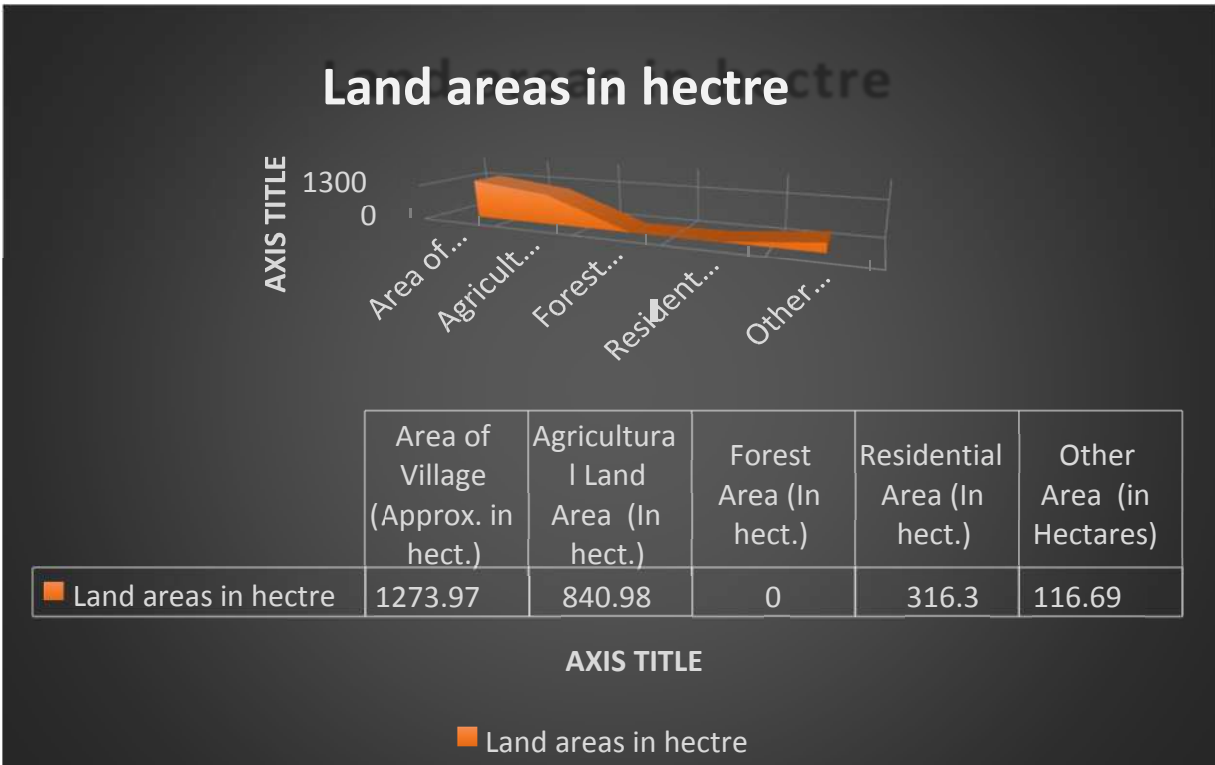 Land areas in hectre
AXIS TITLE
1300
0
Area of...
Agricult...
Forest...
Resident...
Other...
Area of
Village
(Approx. in
hect.)
Agricultura
l Land
Area (In
hect.)
Forest
Area (In
hect.)
Residential
Area (In
hect.)
Other
Area (in
Hectares)
Land areas in hectre 1273.97 840.98 0 316.3 116.69
AXIS TITLE
Land areas in hectre